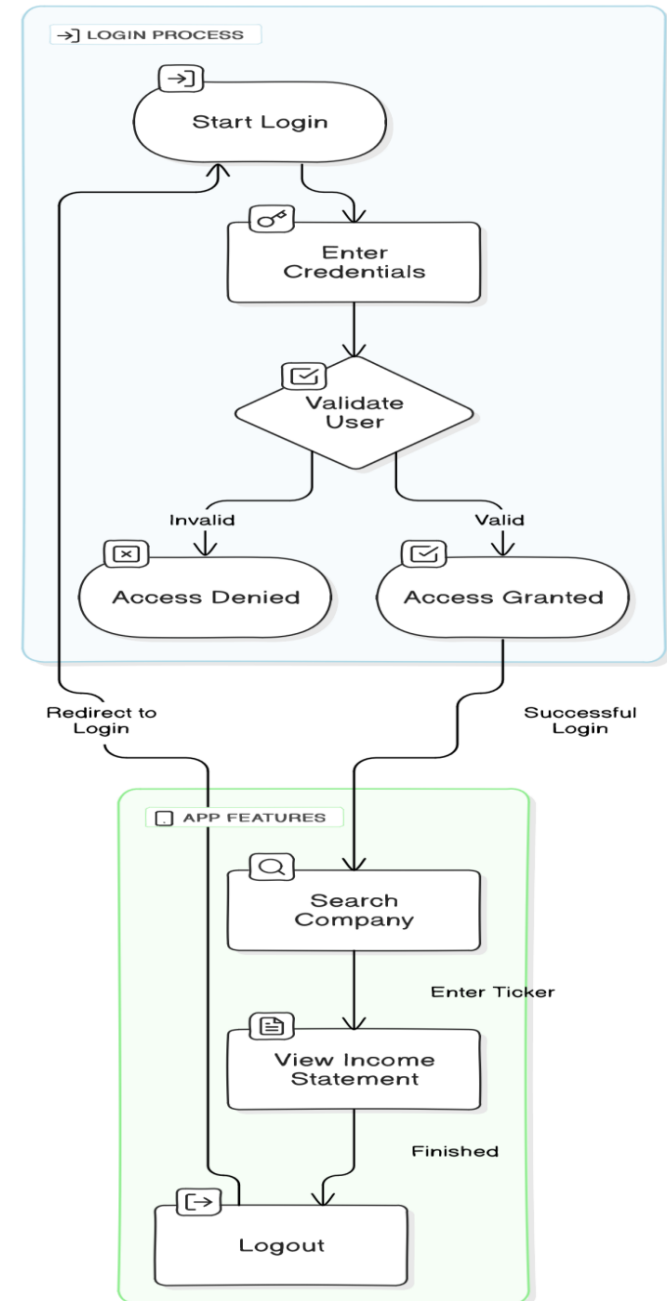 LOGIN PROCESS
Start Login
Enter
Credentials
Validate
User
Invalid
Valid
Access Denied
Access Granted
Redirect to
Login
Successful
Login
APP FEATURES
Search
Company
Enter Ticker
View Income
Statement
Finished
Logout